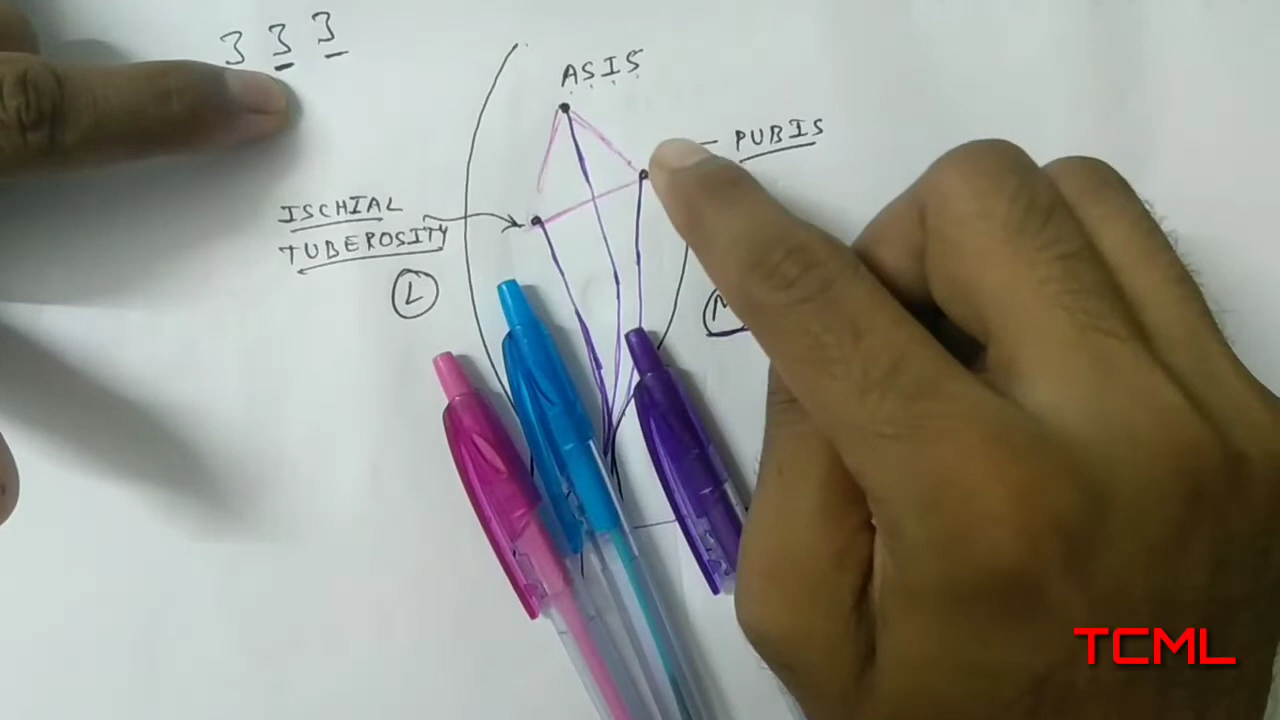 3 3 3
ASIS
PUBIS
ISCHIAL
TUBEROSITY
L
TCML